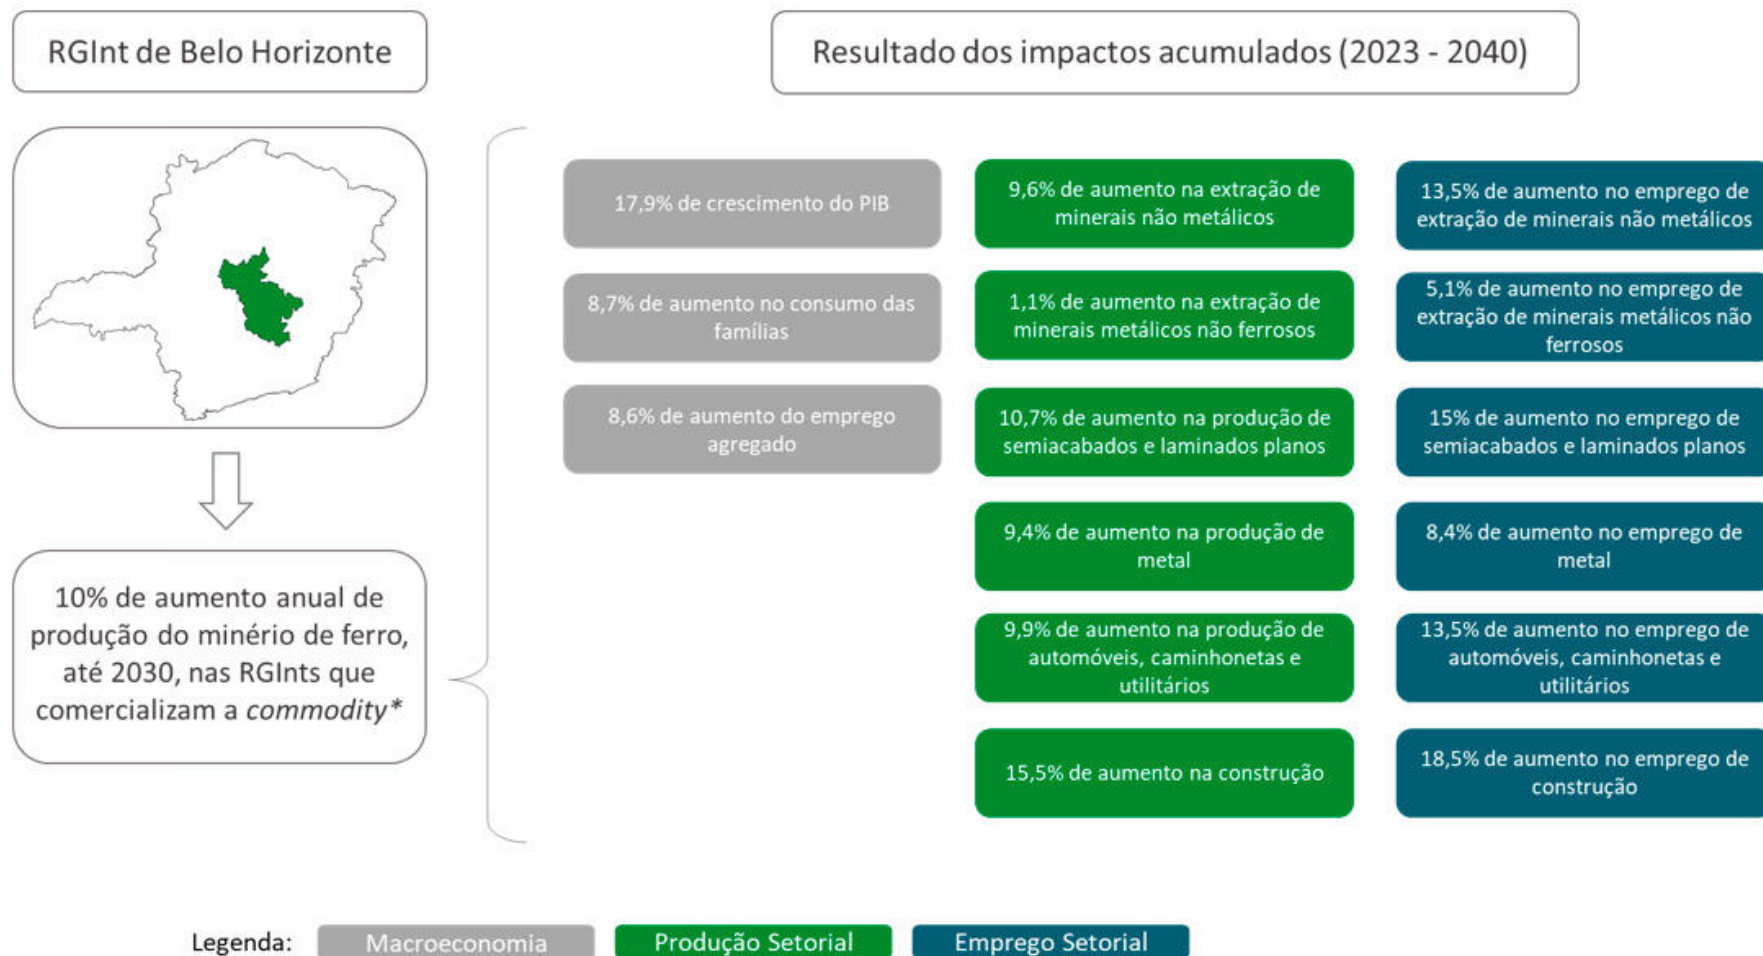 RGInt de Belo Horizonte
Resultado dos impactos acumulados (2023 - 2040)
10% de aumento anual de
produção do minério de ferro,
até 2030, nas RGInts que
comercializam a commodity*
17,9% de crescimento do PIB
8,7% de aumento no consumo das
famílias
8,6% de aumento do emprego
agregado
9,6% de aumento na extração de
minerais não metálicos
1,1% de aumento na extração de
minerais metálicos não ferrosos
10,7% de aumento na produção de
semiacabados e laminados planos
9,4% de aumento na produção de
metal
9,9% de aumento na produção de
automóveis, caminhonetas e
utilitários
15,5% de aumento na construção
13,5% de aumento no emprego de
extração de minerais não metálicos
5,1% de aumento no emprego de
extração de minerais metálicos não
ferrosos
15% de aumento no emprego de
semiacabados e laminados planos
8,4% de aumento no emprego de
metal
13,5% de aumento no emprego de
automóveis, caminhonetas e
utilitários
18,5% de aumento no emprego de
construção
Legenda:
Macroeconomia
Produção Setorial
Emprego Setorial